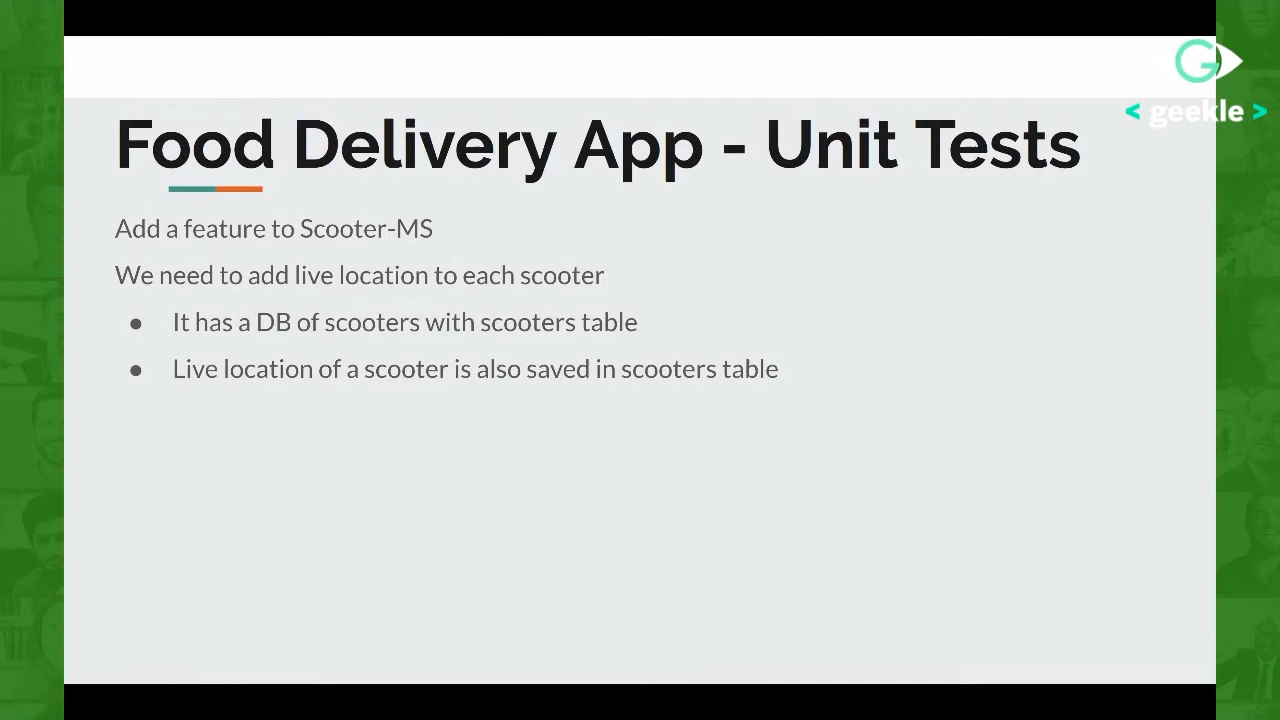 Food Delivery App - Unit Tests
< geekle >
Add a feature to Scooter-MS
We need to add live location to each scooter
● It has a DB of scooters with scooters table
● Live location of a scooter is also saved in scooters table